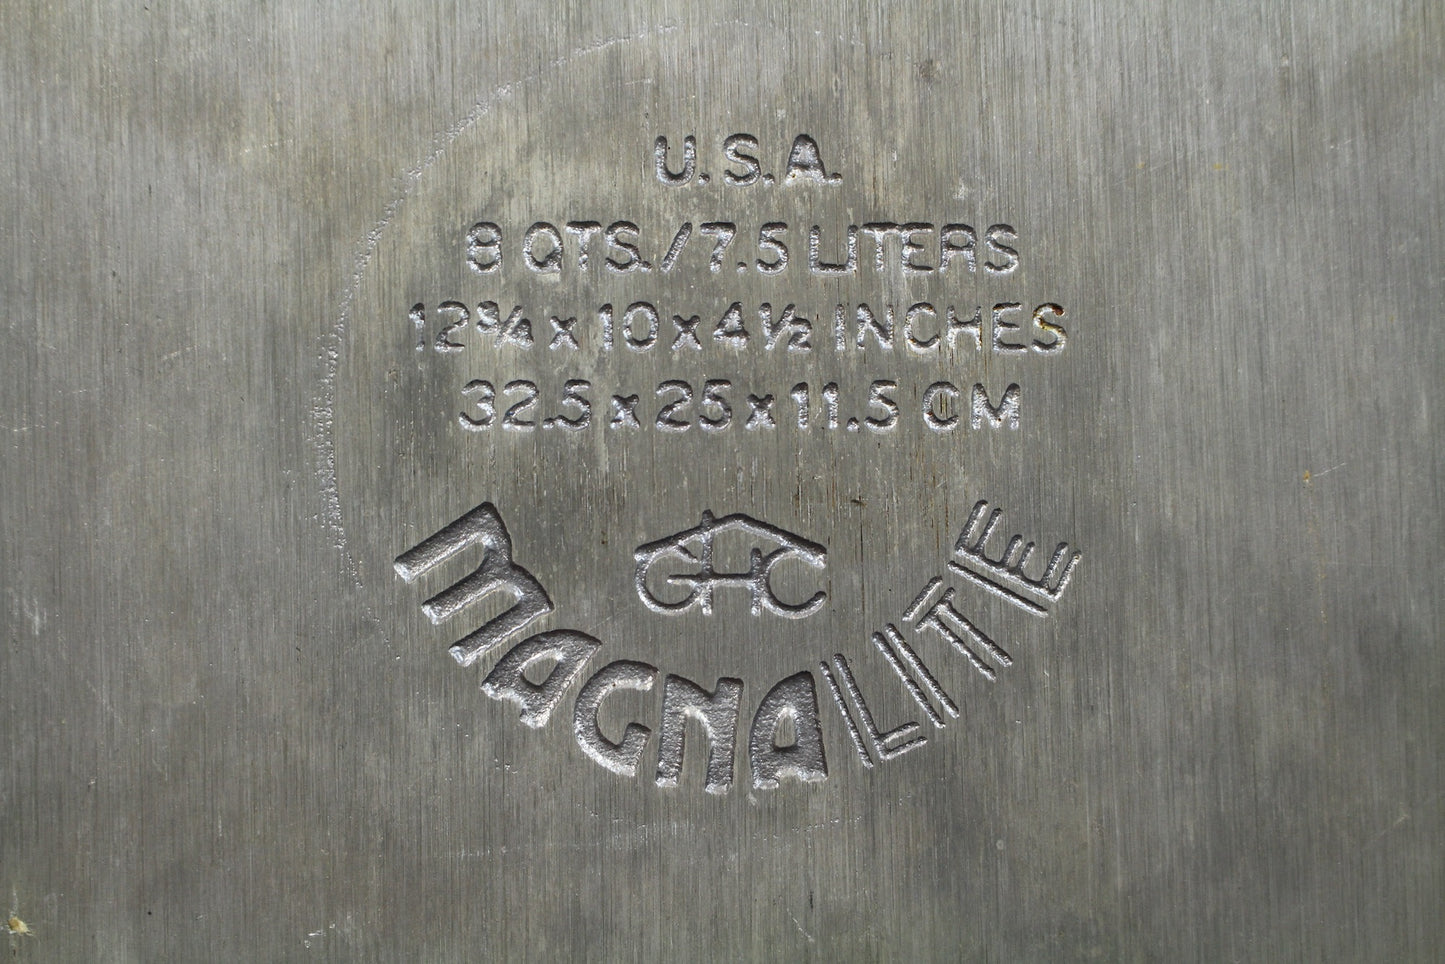 U.S.A.
8 QTS./7.5 LITERS
12¾ x 10 x 4½ INCHES
32.5 x 25 x 11.5 CM
GHC
MAGNALITE